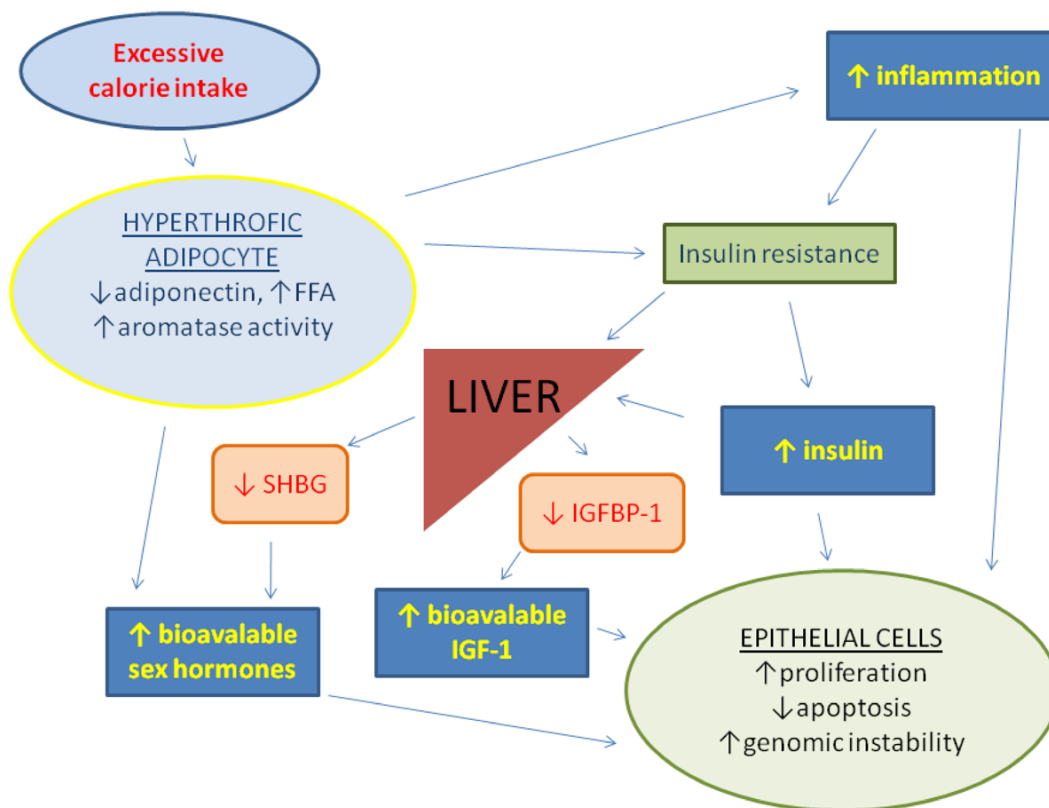 Excessive
calorie intake
↑ inflammation
HYPERTHROFIC
ADIPOCYTE
↓adiponectin, ↑FFA
↑aromatase activity
Insulin resistance
LIVER
↑ insulin
↓ SHBG
↓ IGFBP-1
↑ bioavalable
sex hormones
↑ bioavalable
IGF-1
EPITHELIAL CELLS
↑proliferation
↓apoptosis
↑genomic instability